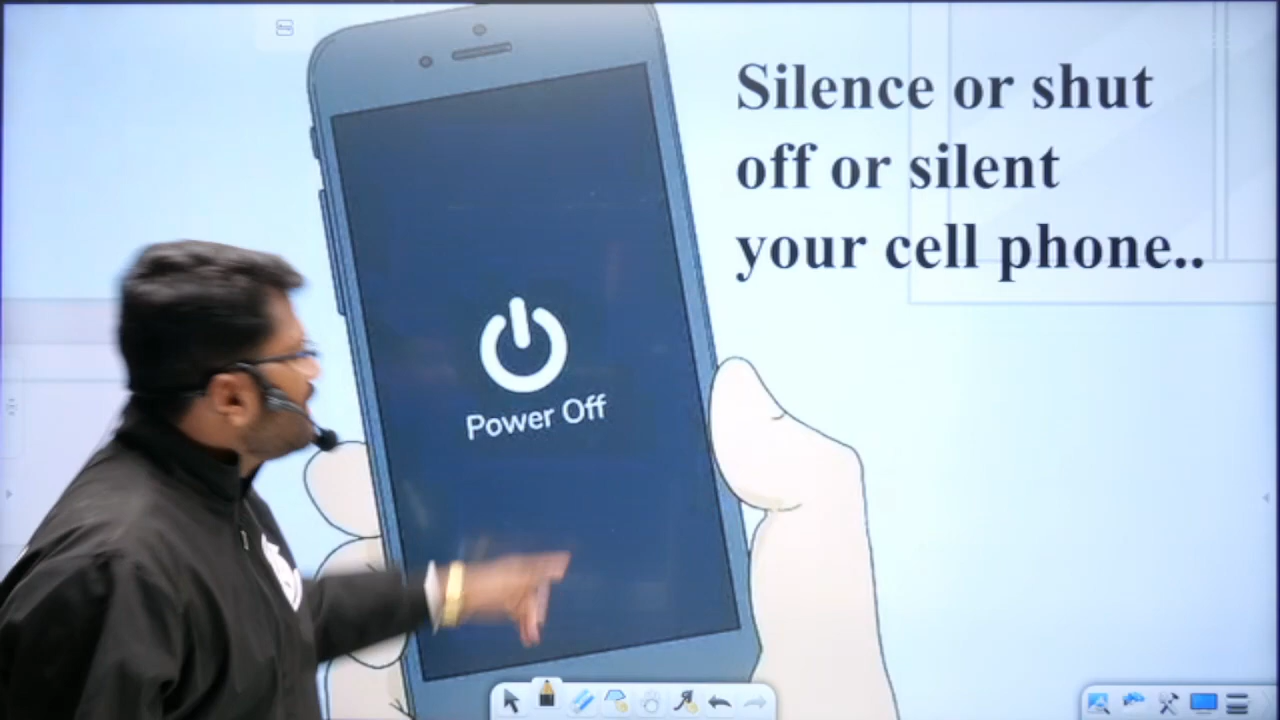 Silence or shut
off or silent
your cell phone..
Power Off